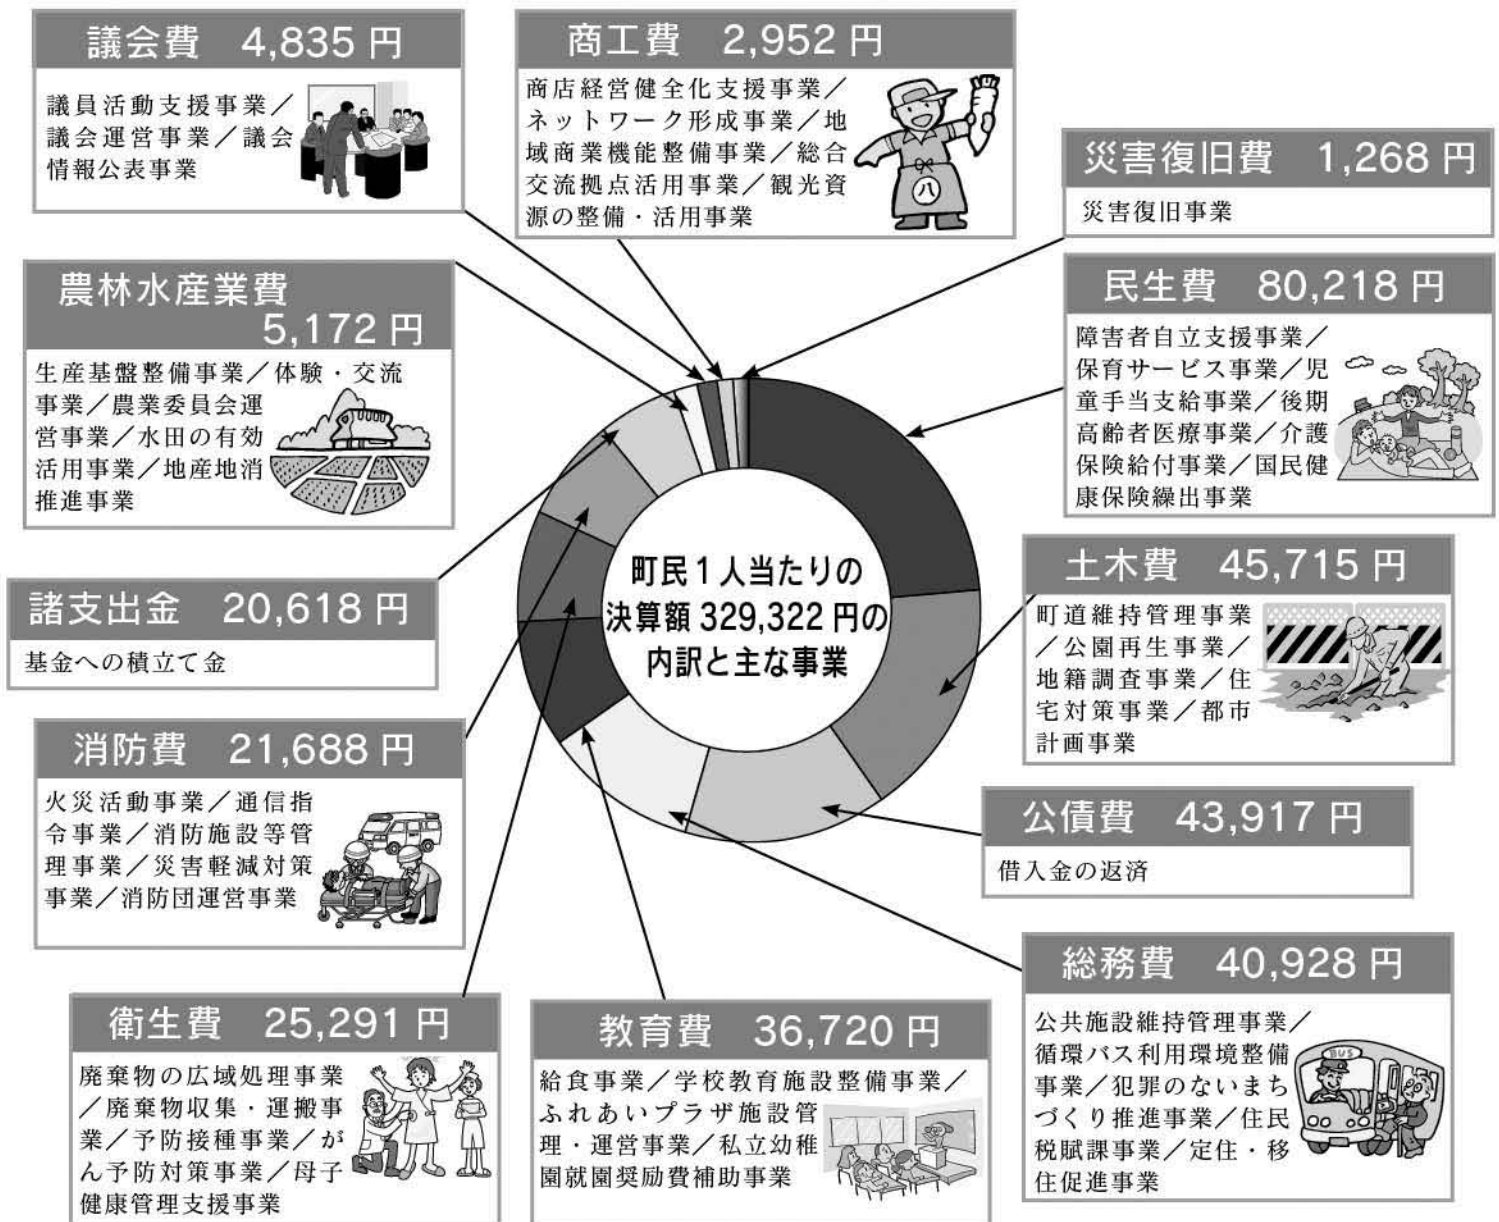 議会費　4,835 円
議員活動支援事業／
議会運営事業／議会
情報公表事業
商工費　2,952 円
商店経営健全化支援事業／
ネットワーク形成事業／地
域商業機能整備事業／総合
交流拠点活用事業／観光資
源の整備・活用事業
八
災害復旧費　1,268 円
災害復旧事業
農林水産業費
5,172 円
生産基盤整備事業／体験・交流
事業／農業委員会運
営事業／水田の有効
活用事業／地産地消
推進事業
民生費　80,218 円
障害者自立支援事業／
保育サービス事業／児
童手当支給事業／後期
高齢者医療事業／介護
保険給付事業／国民健
康保険繰出事業
町民１人当たりの
決算額 329,322 円の
内訳と主な事業
諸支出金　20,618 円
基金への積立て金
土木費　45,715 円
町道維持管理事業
／公園再生事業／
地籍調査事業／住
宅対策事業／都市
計画事業
消防費　21,688 円
火災活動事業／通信指
令事業／消防施設等管
理事業／災害軽減対策
事業／消防団運営事業
公債費　43,917 円
借入金の返済
衛生費　25,291 円
廃棄物の広域処理事業
／廃棄物収集・運搬事
業／予防接種事業／が
ん予防対策事業／母子
健康管理支援事業
教育費　36,720 円
給食事業／学校教育施設整備事業／
ふれあいプラザ施設管
理・運営事業／私立幼稚
園就園奨励費補助事業
総務費　40,928 円
公共施設維持管理事業／
循環バス利用環境整備
事業／犯罪のないまち
づくり推進事業／住民
税賦課事業／定住・移
住促進事業
BUS